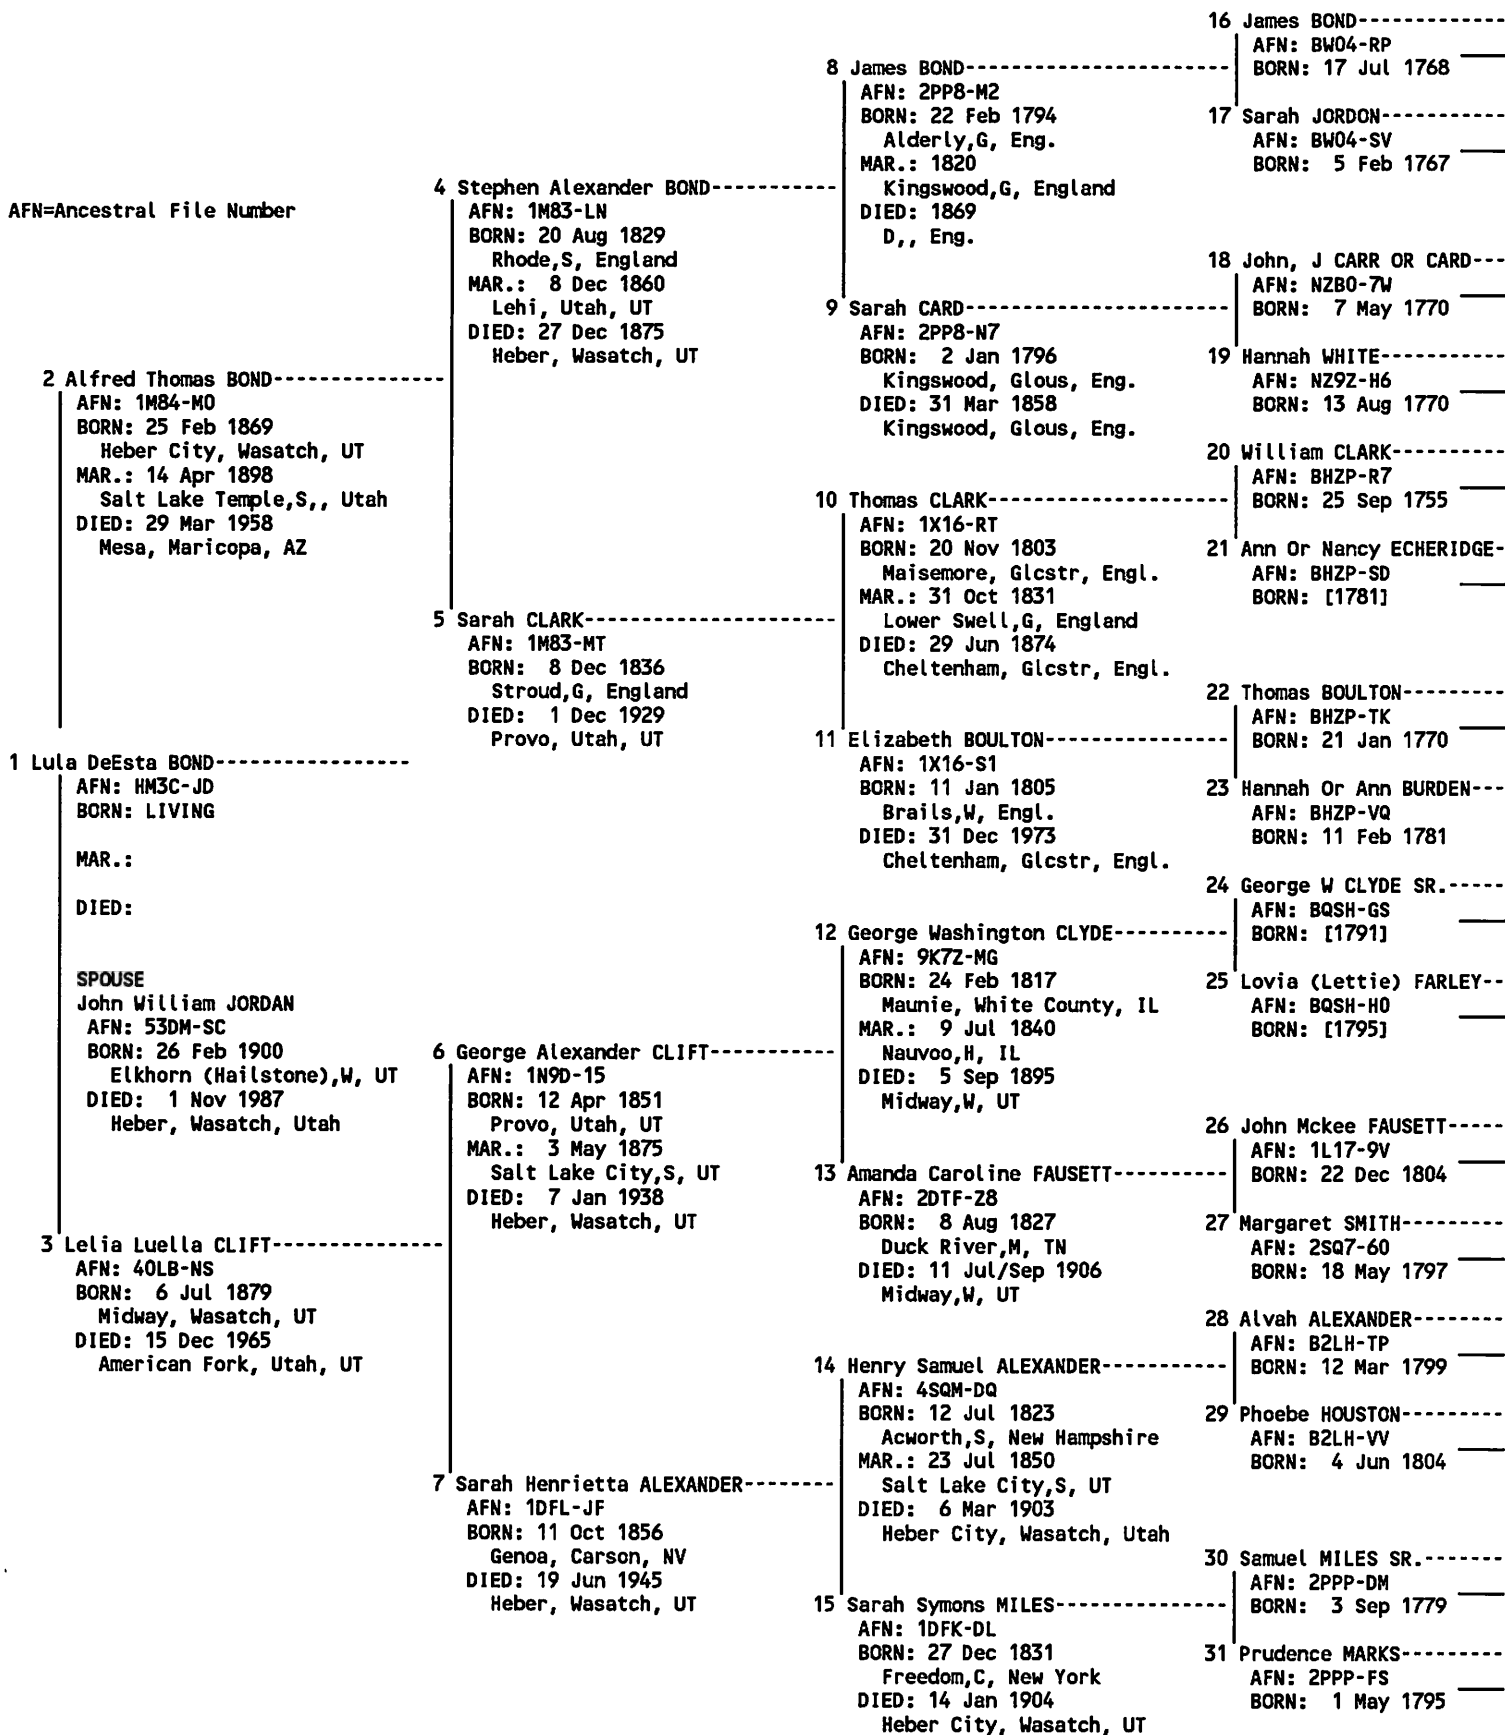 AFN=Ancestral File Number
1 Lula DeEsta BOND----------------
AFN: HM3C-JD
BORN: LIVING
MAR.:
DIED:
SPOUSE
John William JORDAN
AFN: 53DM-SC
BORN: 26 Feb 1900
Elkhorn (Hailstone),W, UT
DIED: 1 Nov 1987
Heber, Wasatch, Utah
2 Alfred Thomas BOND--------------
AFN: 1M84-M0
BORN: 25 Feb 1869
Heber City, Wasatch, UT
MAR.: 14 Apr 1898
Salt Lake Temple,S,, Utah
DIED: 29 Mar 1958
Mesa, Maricopa, AZ
3 Lelia Luella CLIFT--------------
AFN: 40LB-NS
BORN: 6 Jul 1879
Midway, Wasatch, UT
DIED: 15 Dec 1965
American Fork, Utah, UT
4 Stephen Alexander BOND-----------
AFN: 1M83-LN
BORN: 20 Aug 1829
Rhode,S, England
MAR.: 8 Dec 1860
Lehi, Utah, UT
DIED: 27 Dec 1875
Heber, Wasatch, UT
5 Sarah CLARK---------------------
AFN: 1M83-MT
BORN: 8 Dec 1836
Stroud,G, England
DIED: 1 Dec 1929
Provo, Utah, UT
6 George Alexander CLIFT-----------
AFN: 1N9D-15
BORN: 12 Apr 1851
Provo, Utah, UT
MAR.: 3 May 1875
Salt Lake City,S, UT
DIED: 7 Jan 1938
Heber, Wasatch, UT
7 Sarah Henrietta ALEXANDER--------
AFN: 1DFL-JF
BORN: 11 Oct 1856
Genoa, Carson, NV
DIED: 19 Jun 1945
Heber, Wasatch, UT
8 James BOND----------------------
AFN: 2PP8-M2
BORN: 22 Feb 1794
Alderly,G, Eng.
MAR.: 1820
Kingswood,G, England
DIED: 1869
D,, Eng.
9 Sarah CARD----------------------
AFN: 2PP8-N7
BORN: 2 Jan 1796
Kingswood, Glous, Eng.
DIED: 31 Mar 1858
Kingswood, Glous, Eng.
10 Thomas CLARK--------------------
AFN: 1X16-RT
BORN: 20 Nov 1803
Maisemore, Glcstr, Engl.
MAR.: 31 Oct 1831
Lower Swell,G, England
DIED: 29 Jun 1874
Cheltenham, Glcstr, Engl.
11 Elizabeth BOULTON---------------
AFN: 1X16-S1
BORN: 11 Jan 1805
Brails,W, Engl.
DIED: 31 Dec 1973
Cheltenham, Glcstr, Engl.
12 George Washington CLYDE---------
AFN: 9K7Z-MG
BORN: 24 Feb 1817
Maunie, White County, IL
MAR.: 9 Jul 1840
Nauvoo,H, IL
DIED: 5 Sep 1895
Midway,W, UT
13 Amanda Caroline FAUSETT---------
AFN: 2DTF-Z8
BORN: 8 Aug 1827
Duck River,M, TN
DIED: 11 Jul/Sep 1906
Midway,W, UT
14 Henry Samuel ALEXANDER----------
AFN: 4SQM-DQ
BORN: 12 Jul 1823
Acworth,S, New Hampshire
MAR.: 23 Jul 1850
Salt Lake City,S, UT
DIED: 6 Mar 1903
Heber City, Wasatch, Utah
15 Sarah Symons MILES--------------
AFN: 1DFK-DL
BORN: 27 Dec 1831
Freedom,C, New York
DIED: 14 Jan 1904
Heber City, Wasatch, UT
16 James BOND------------
AFN: BW04-RP
BORN: 17 Jul 1768
17 Sarah JORDON----------
AFN: BW04-SV
BORN: 5 Feb 1767
18 John, J CARR OR CARD---
AFN: NZB0-7W
BORN: 7 May 1770
19 Hannah WHITE----------
AFN: NZ9Z-H6
BORN: 13 Aug 1770
20 William CLARK---------
AFN: BHZP-R7
BORN: 25 Sep 1755
21 Ann Or Nancy ECHERIDGE-
AFN: BHZP-SD
BORN: [1781]
22 Thomas BOULTON--------
AFN: BHZP-TK
BORN: 21 Jan 1770
23 Hannah Or Ann BURDEN---
AFN: BHZP-VQ
BORN: 11 Feb 1781
24 George W CLYDE SR.-----
AFN: BQSH-GS
BORN: [1791]
25 Lovia (Lettie) FARLEY--
AFN: BQSH-H0
BORN: [1795]
26 John Mckee FAUSETT-----
AFN: 1L17-9V
BORN: 22 Dec 1804
27 Margaret SMITH--------
AFN: 2SQ7-60
BORN: 18 May 1797
28 Alvah ALEXANDER--------
AFN: B2LH-TP
BORN: 12 Mar 1799
29 Phoebe HOUSTON--------
AFN: B2LH-VV
BORN: 4 Jun 1804
30 Samuel MILES SR.-------
AFN: 2PPP-DM
BORN: 3 Sep 1779
31 Prudence MARKS--------
AFN: 2PPP-FS
BORN: 1 May 1795